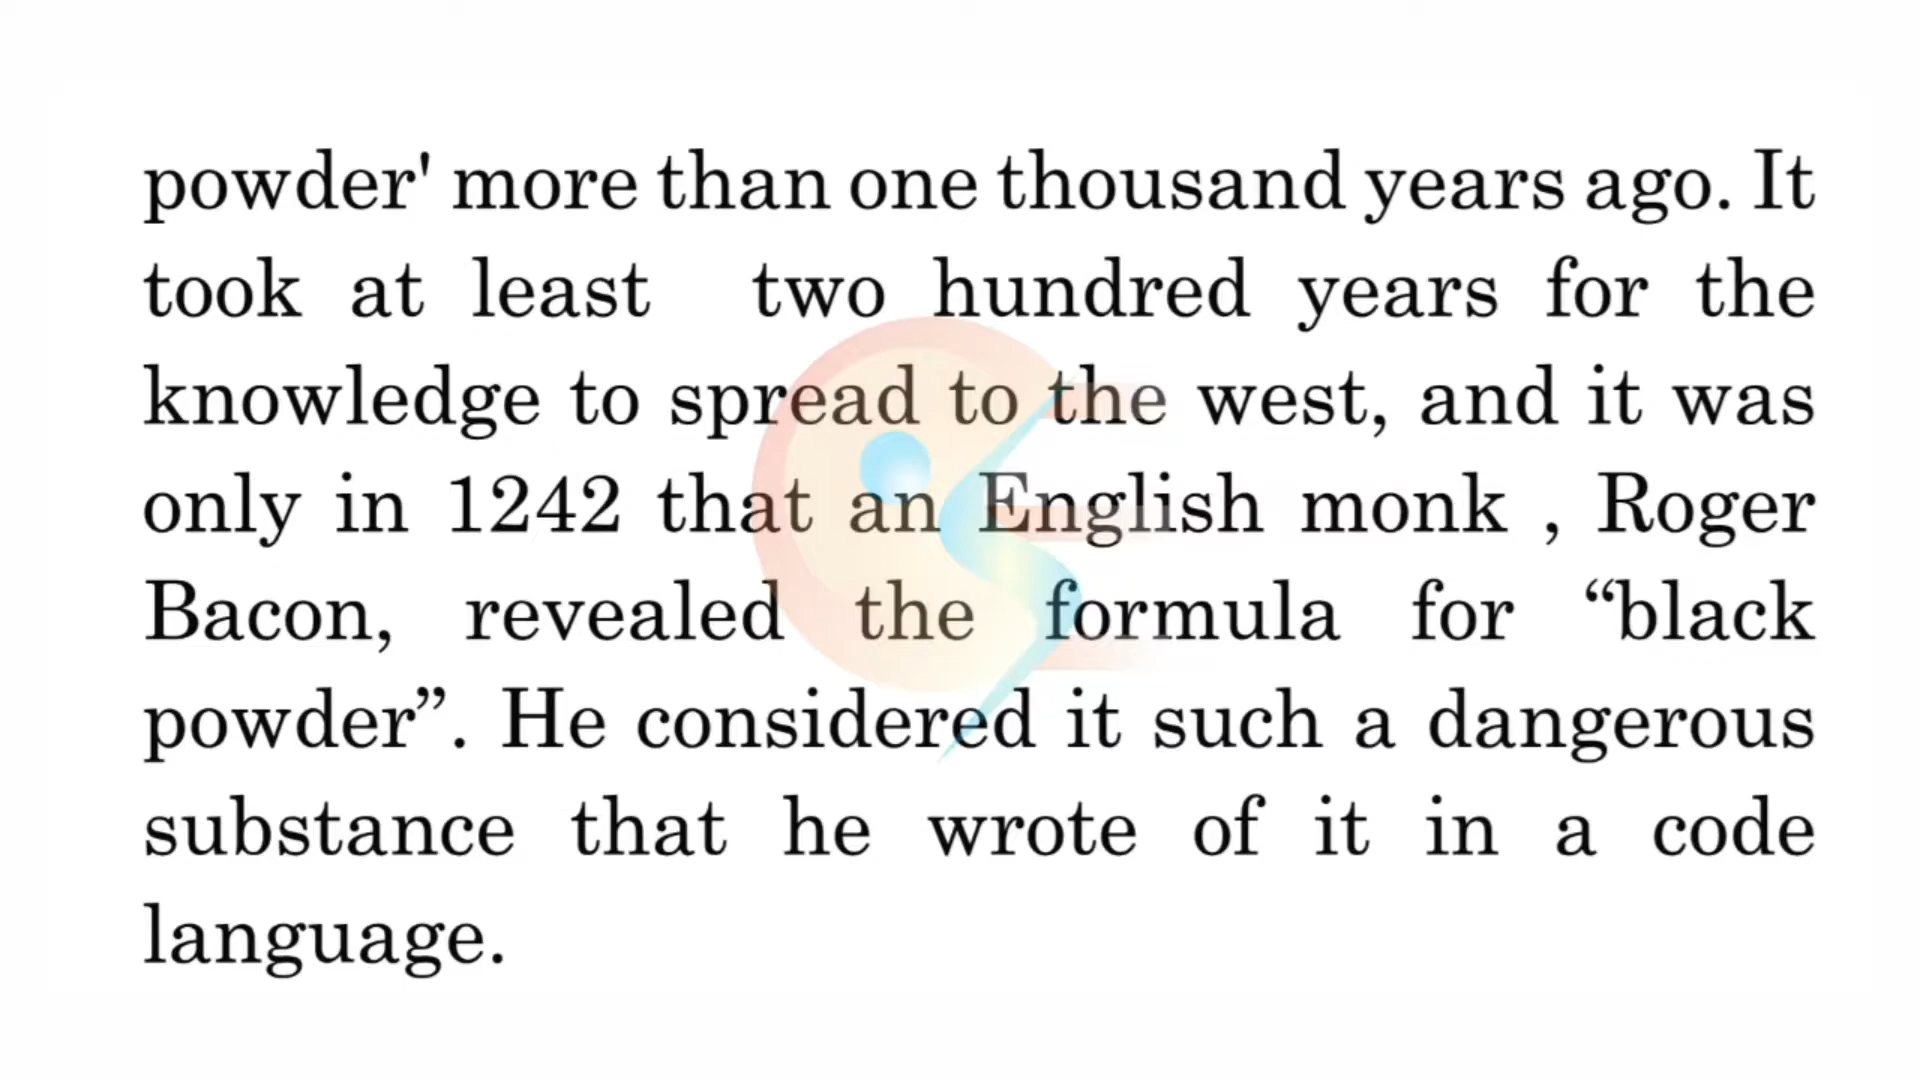 powder' more than one thousand years ago. It
took at least two hundred years for the
knowledge to spread to the west, and it was
only in 1242 that an English monk , Roger
Bacon, revealed the formula for “black
powder”. He considered it such a dangerous
substance that he wrote of it in a code
language.